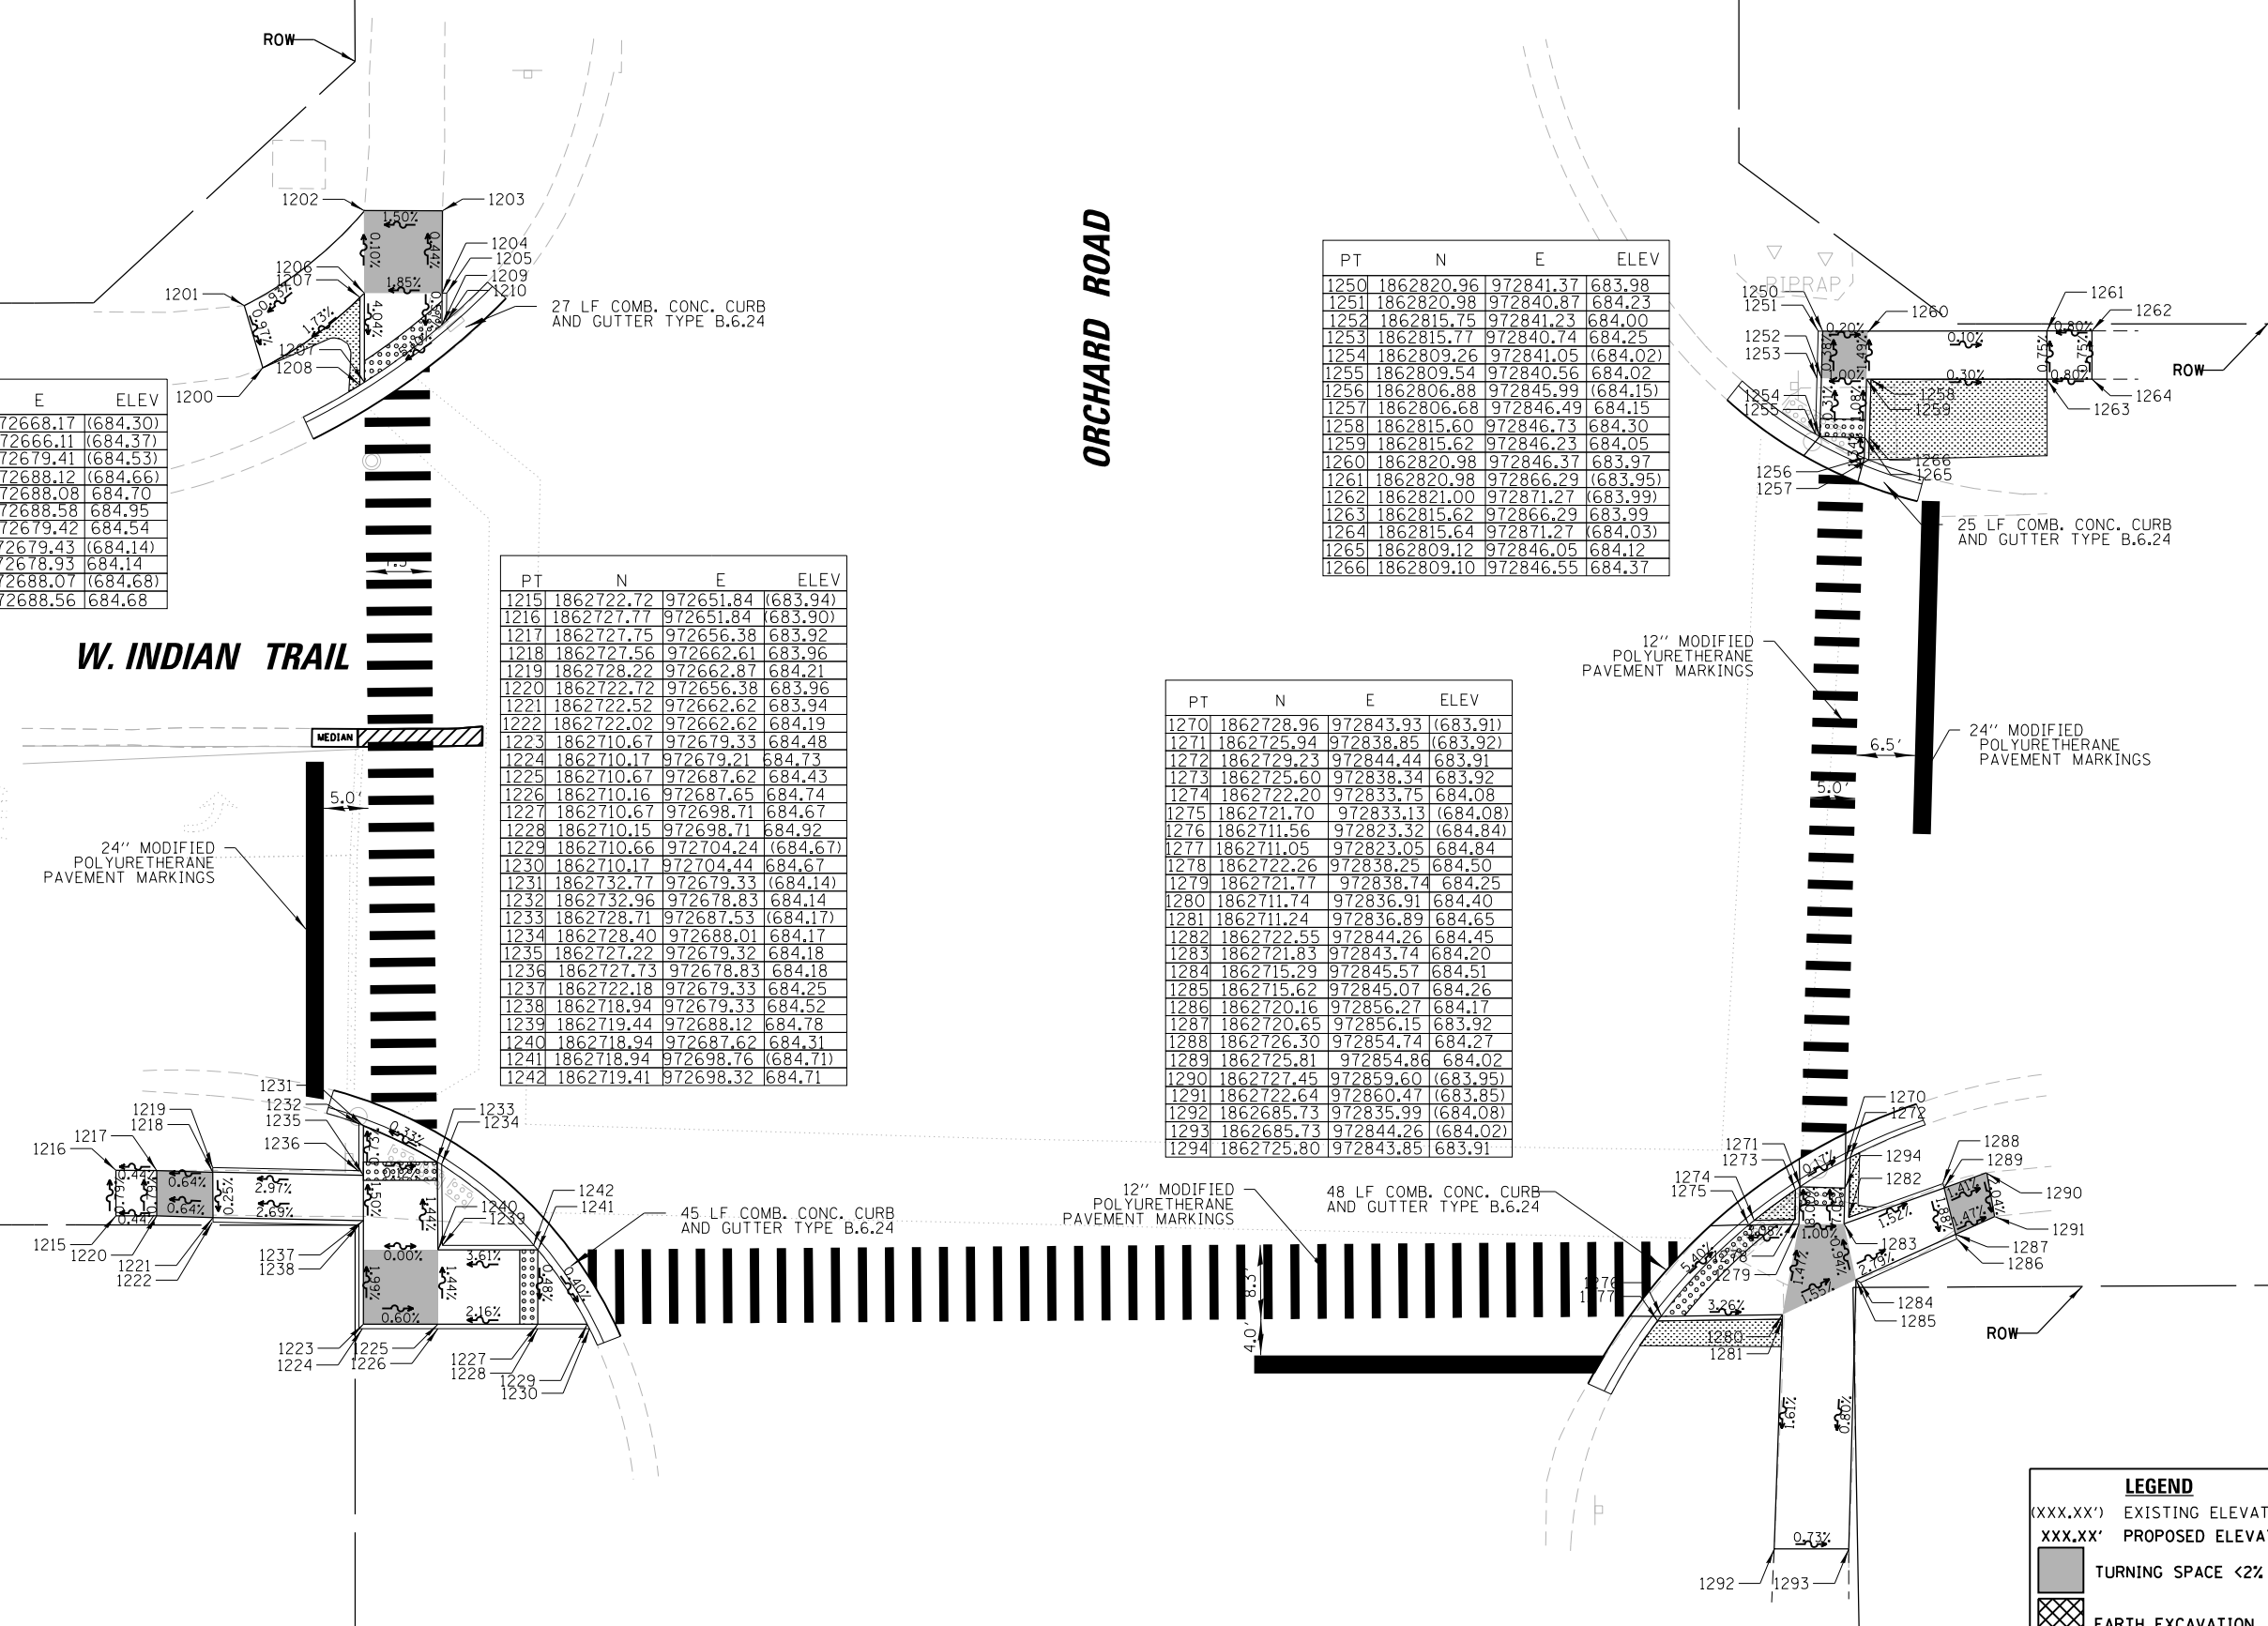 ROW
1202
1203
1.50%
0.10%
0.44%
1204
1205
1206
1207
1209
1210
1.85%
1201
0.93%
0.97%
1.73%
4.04%
1207
1208
1200
27 LF COMB. CONC. CURB
AND GUTTER TYPE B.6.24
E ELEV
72668.17 (684.30)
72666.11 (684.37)
72679.41 (684.53)
72688.12 (684.66)
72688.08 684.70
72688.58 684.95
72679.42 684.54
72679.43 (684.14)
72678.93 684.14
72688.07 (684.68)
72688.56 684.68
W. INDIAN TRAIL
ORCHARD ROAD
MEDIAN
5.0'
24'' MODIFIED
POLYURETHERANE
PAVEMENT MARKINGS
PT N E ELEV
1215 1862722.72 972651.84 (683.94)
1216 1862727.77 972651.84 (683.90)
1217 1862727.75 972656.38 683.92
1218 1862727.56 972662.61 683.96
1219 1862728.22 972662.87 684.21
1220 1862722.72 972656.38 683.96
1221 1862722.52 972662.62 683.94
1222 1862722.02 972662.62 684.19
1223 1862710.67 972679.33 684.48
1224 1862710.17 972679.21 684.73
1225 1862710.67 972687.62 684.43
1226 1862710.16 972687.65 684.74
1227 1862710.67 972698.71 684.67
1228 1862710.15 972698.71 684.92
1229 1862710.66 972704.24 (684.67)
1230 1862710.17 972704.44 684.67
1231 1862732.77 972679.33 (684.14)
1232 1862732.96 972678.83 684.14
1233 1862728.71 972687.53 (684.17)
1234 1862728.40 972688.01 684.17
1235 1862727.22 972679.32 684.18
1236 1862727.73 972678.83 684.18
1237 1862722.18 972679.33 684.25
1238 1862718.94 972679.33 684.52
1239 1862719.44 972688.12 684.78
1240 1862718.94 972687.62 684.31
1241 1862718.94 972698.76 (684.71)
1242 1862719.41 972698.32 684.71
PT N E ELEV
1250 1862820.96 972841.37 683.98
1251 1862820.98 972840.87 684.23
1252 1862815.75 972841.23 684.00
1253 1862815.77 972840.74 684.25
1254 1862809.26 972841.05 (684.02)
1255 1862809.54 972840.56 684.02
1256 1862806.88 972845.99 (684.15)
1257 1862806.68 972846.49 684.15
1258 1862815.60 972846.73 684.30
1259 1862815.62 972846.23 684.05
1260 1862820.98 972846.37 683.97
1261 1862820.98 972866.29 (683.95)
1262 1862821.00 972871.27 (683.99)
1263 1862815.62 972866.29 683.99
1264 1862815.64 972871.27 (684.03)
1265 1862809.12 972846.05 684.12
1266 1862809.10 972846.55 684.37
RIPRAP
1250
1251
1252
1253
1254
1255
1256
1257
1260
1261
1262
0.20%
0.38%
1.49%
1.00%
0.31%
1.08%
0.10%
0.30%
0.80%
0.75%
0.75%
0.80%
1258
1259
1263
1264
1266
1265
ROW
25 LF COMB. CONC. CURB
AND GUTTER TYPE B.6.24
12'' MODIFIED
POLYURETHERANE
PAVEMENT MARKINGS
6.5'
5.0'
24'' MODIFIED
POLYURETHERANE
PAVEMENT MARKINGS
PT N E ELEV
1270 1862728.96 972843.93 (683.91)
1271 1862725.94 972838.85 (683.92)
1272 1862729.23 972844.44 683.91
1273 1862725.60 972838.34 683.92
1274 1862722.20 972833.75 684.08
1275 1862721.70 972833.13 (684.08)
1276 1862711.56 972823.32 (684.84)
1277 1862711.05 972823.05 684.84
1278 1862722.26 972838.25 684.50
1279 1862721.77 972838.74 684.25
1280 1862711.74 972836.91 684.40
1281 1862711.24 972836.89 684.65
1282 1862722.55 972844.26 684.45
1283 1862721.83 972843.74 684.20
1284 1862715.29 972845.57 684.51
1285 1862715.62 972845.07 684.26
1286 1862720.16 972856.27 684.17
1287 1862720.65 972856.15 683.92
1288 1862726.30 972854.74 684.27
1289 1862725.81 972854.86 684.02
1290 1862727.45 972859.60 (683.95)
1291 1862722.64 972860.47 (683.85)
1292 1862685.73 972835.99 (684.08)
1293 1862685.73 972844.26 (684.02)
1294 1862725.80 972843.85 683.91
1231
1232
1235
1236
1219
1218
1217
1216
1215
1220
1221
1222
1237
1238
1223
1224
1225
1226
1227
1228
1229
1230
1233
1234
1240
1239
1242
1241
0.33%
0.44%
0.79%
0.79%
0.44%
0.64%
0.64%
0.25%
2.97%
2.69%
1.50%
1.44%
0.00%
1.96%
1.44%
0.60%
3.61%
2.16%
0.48%
0.40%
45 LF COMB. CONC. CURB
AND GUTTER TYPE B.6.24
12'' MODIFIED
POLYURETHERANE
PAVEMENT MARKINGS
8.3'
4.0'
48 LF COMB. CONC. CURB
AND GUTTER TYPE B.6.24
1270
1272
1271
1273
1274
1275
1276
1279
1280
1281
1294
1282
1288
1289
1290
1291
1287
1286
1283
1284
1285
0.17%
5.40%
3.26%
1.00%
1.47%
0.94%
1.55%
1.52%
2.79%
1.88%
1.41%
1.47%
1.61%
0.80%
0.73%
1292
1293
ROW
LEGEND
(XXX.XX') EXISTING ELEVAT
XXX.XX' PROPOSED ELEVA
TURNING SPACE <2%
EARTH EXCAVATION